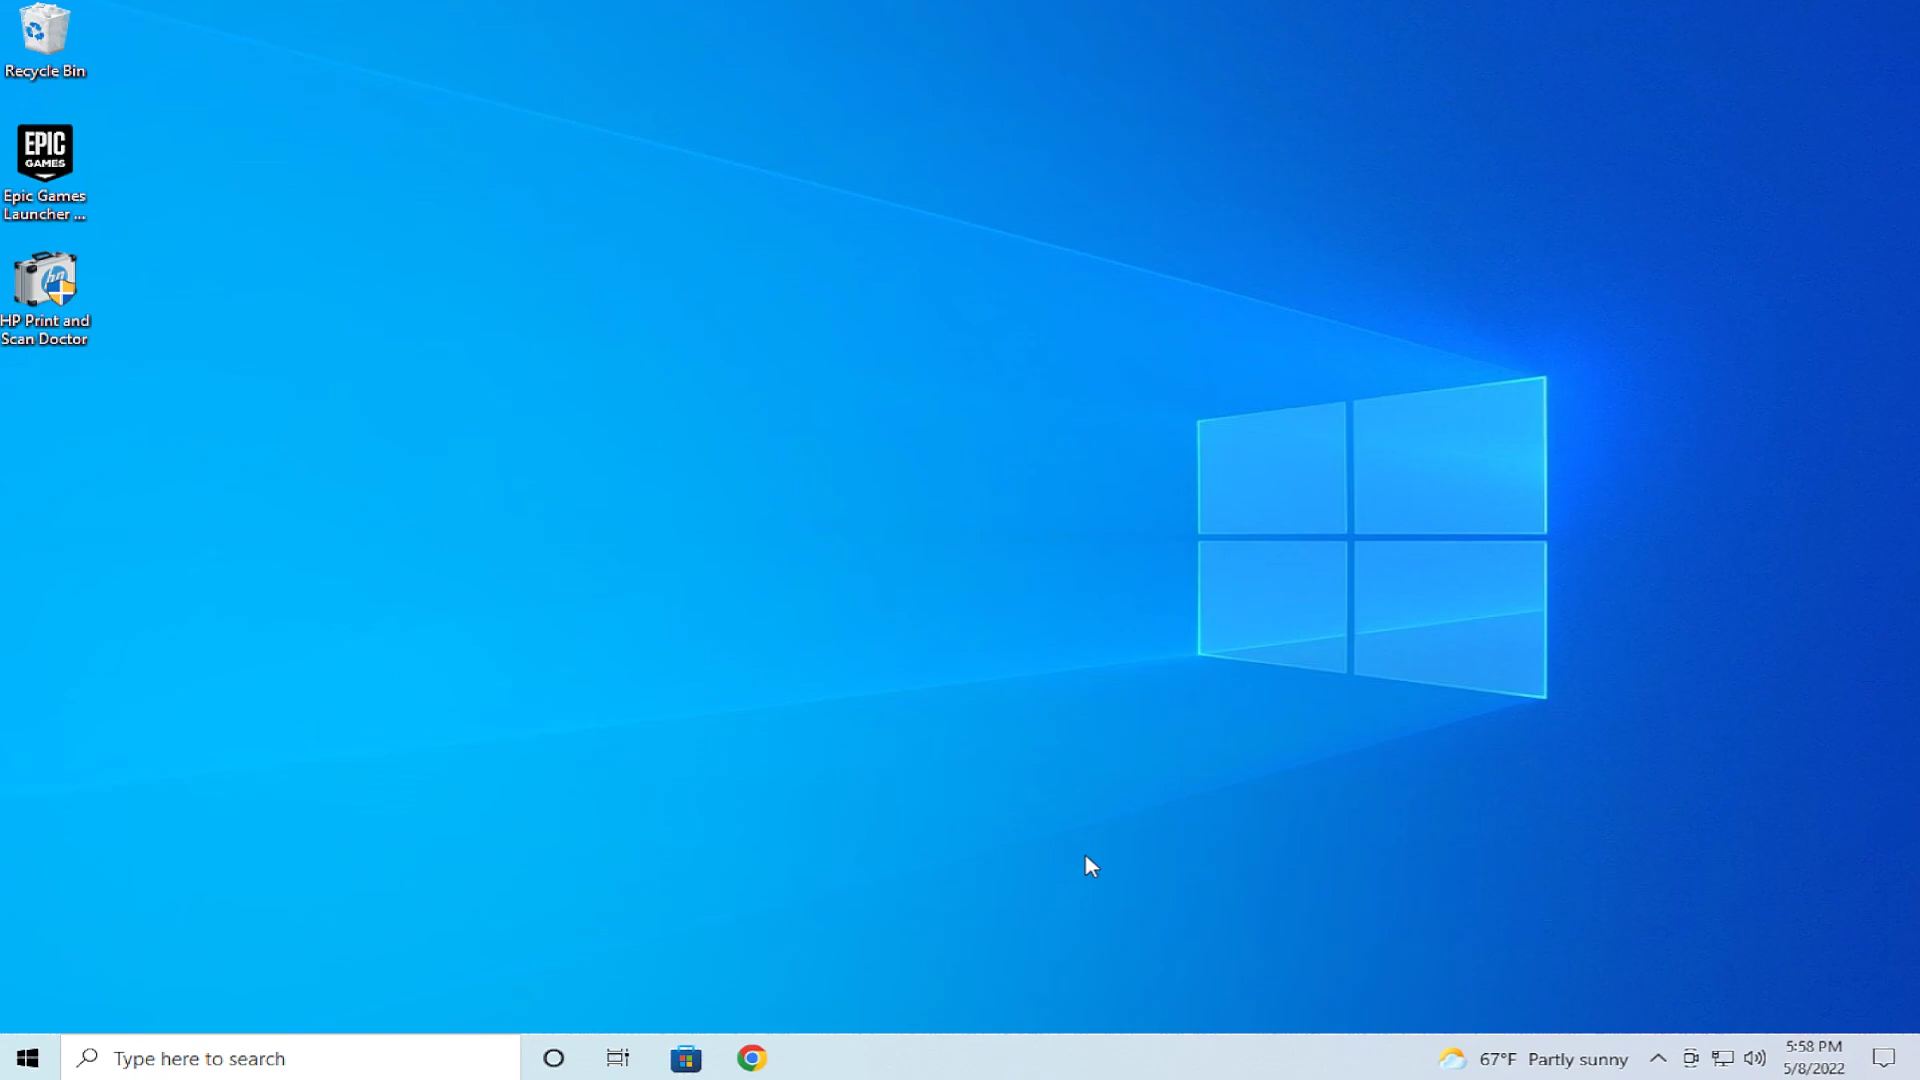 Recycle Bin
EPIC
GAMES
Epic Games
Launcher ...
hp
HP Print and
Scan Doctor
Type here to search
67°F Partly sunny
5:58 PM
5/8/2022